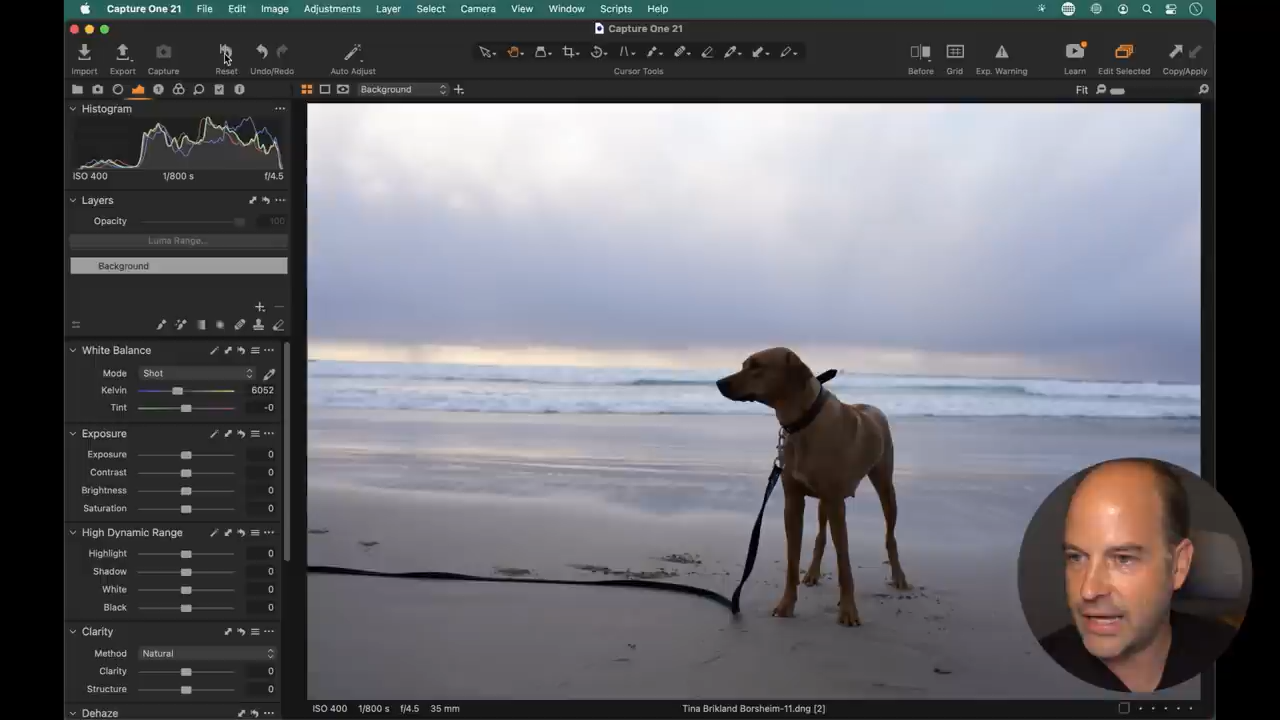 Capture One 21 File Edit Image Adjustments Layer Select Camera View Window Scripts Help
Capture One 21
Import Export Capture Reset Undo/Redo Auto Adjust Cursor Tools Before Grid Exp. Warning Learn Edit Selected Copy/Apply
Background Fit
Histogram
ISO 400 1/800 s f/4.5
Layers
Opacity 100
Luma Range...
Background
White Balance
Mode Shot
Kelvin 6052
Tint -0
Exposure
Exposure 0
Contrast 0
Brightness 0
Saturation 0
High Dynamic Range
Highlight 0
Shadow 0
White 0
Black 0
Clarity
Method Natural
Clarity 0
Structure 0
Dehaze
ISO 400 1/800 s f/4.5 35 mm Tina Brikland Borsheim-11.dng [2]